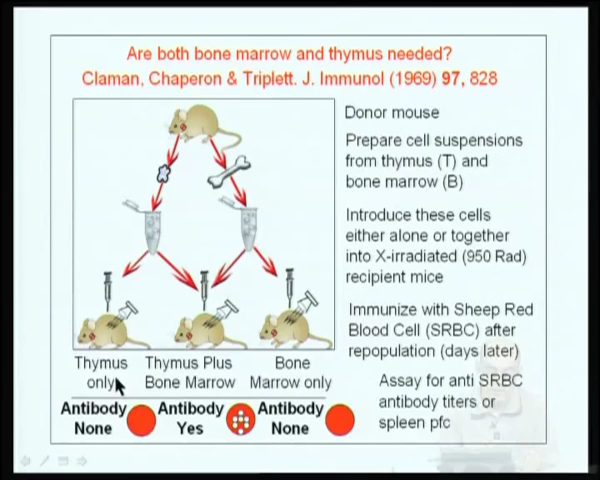 Are both bone marrow and thymus needed?
Claman, Chaperon & Triplett. J. Immunol (1969) 97, 828
Donor mouse
Prepare cell suspensions
from thymus (T) and
bone marrow (B)
Introduce these cells
either alone or together
into X-irradiated (950 Rad)
recipient mice
Immunize with Sheep Red
Blood Cell (SRBC) after
repopulation (days later)
Assay for anti SRBC
antibody titers or
spleen pfc
Thymus
only
Thymus Plus
Bone Marrow
Bone
Marrow only
Antibody
None
Antibody
Yes
Antibody
None